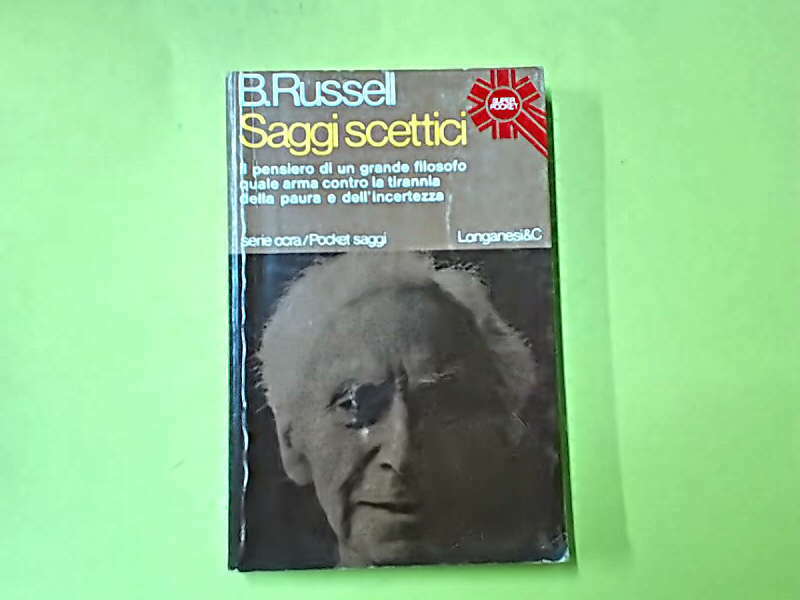 B.Russell
Saggi scettici
Il pensiero di un grande filosofo
quale arma contro la tirannia
della paura e dell'incertezza
serie ocra/Pocket saggi
Longanesi&C
SUPER
POCKET